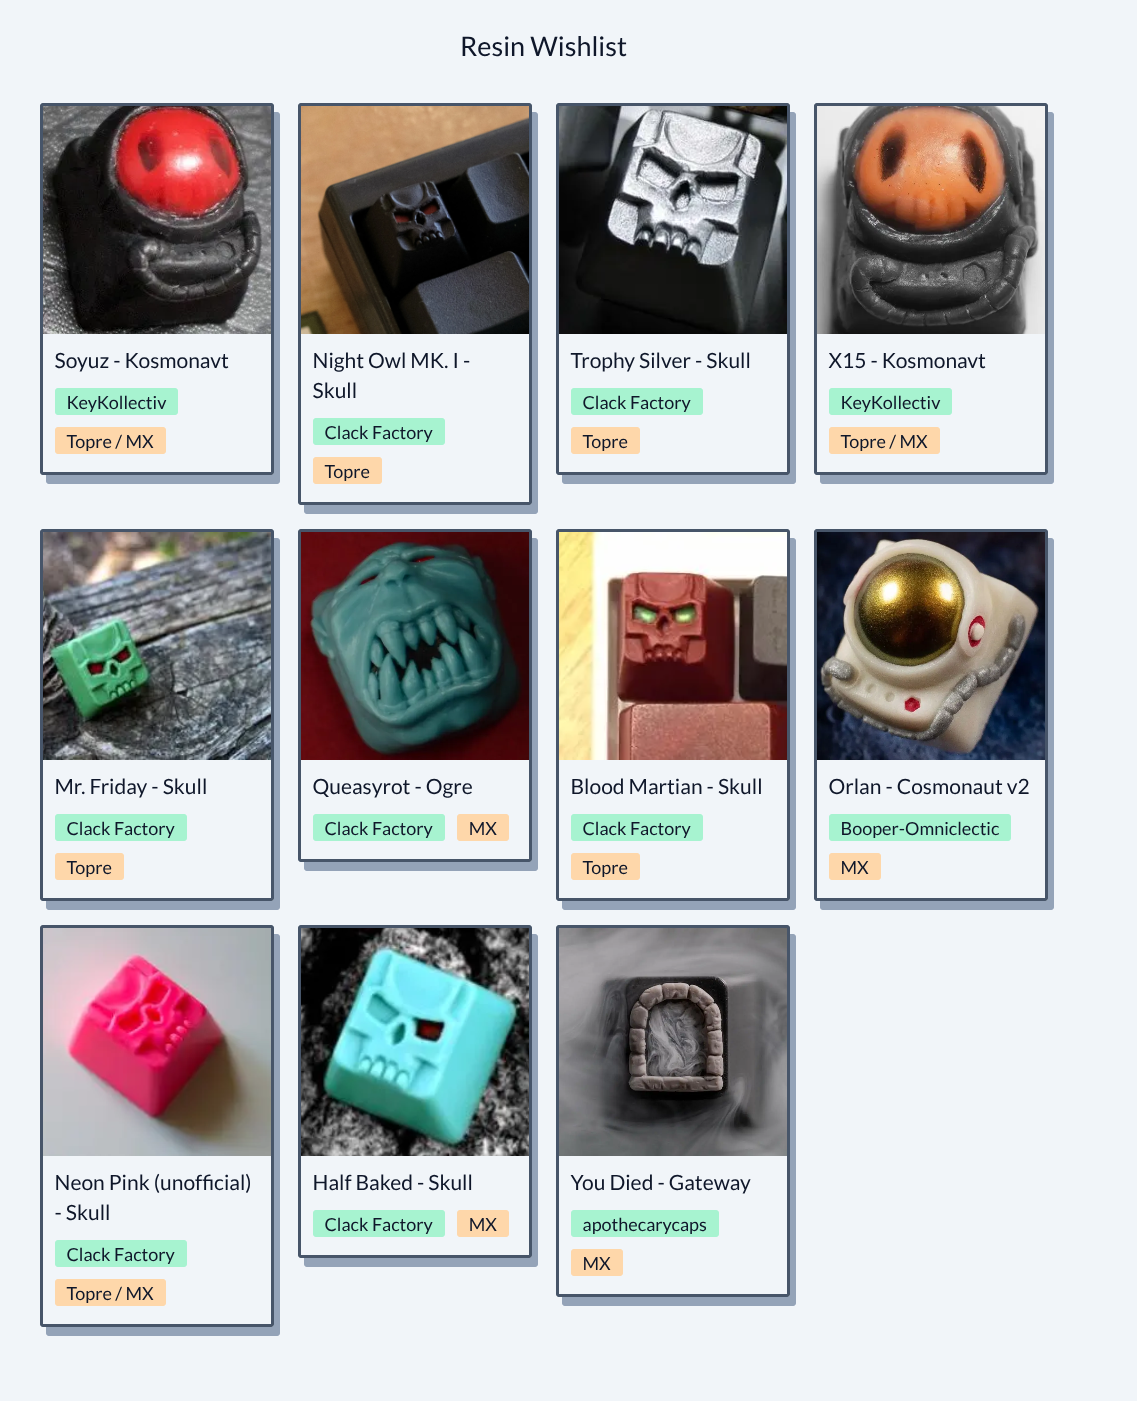 Resin Wishlist
Soyuz - Kosmonavt
KeyKollectiv
Topre / MX
Night Owl MK. I -
Skull
Clack Factory
Topre
Trophy Silver - Skull
Clack Factory
Topre
X15 - Kosmonavt
KeyKollectiv
Topre / MX
Mr. Friday - Skull
Clack Factory
Topre
Queasyrot - Ogre
Clack Factory MX
Blood Martian - Skull
Clack Factory
Topre
Orlan - Cosmonaut v2
Booper-Omniclectic
MX
Neon Pink (unofficial)
- Skull
Clack Factory
Topre / MX
Half Baked - Skull
Clack Factory MX
You Died - Gateway
apothecarycaps
MX